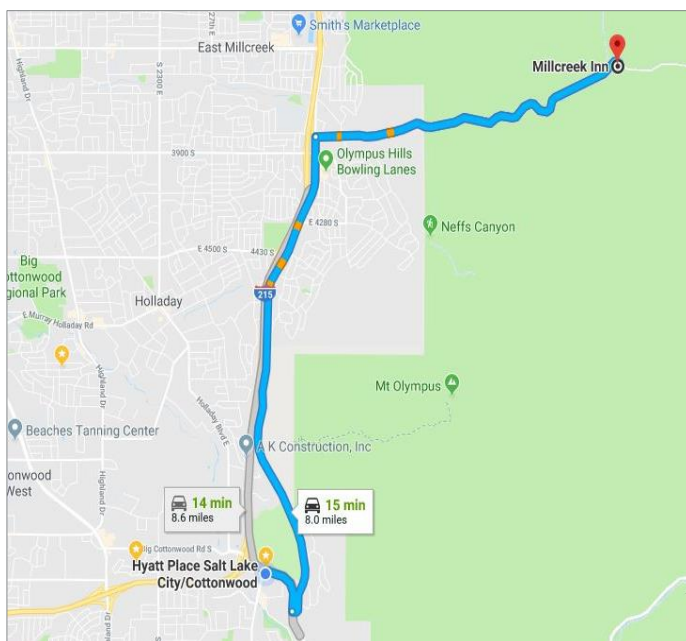 27th E
Smith's Marketplace
East Millcreek
Highland Dr
S 2300 E
Millcreek Inn
3900 S
Olympus Hills
Bowling Lanes
E 4280 S
Neffs Canyon
E 4500 S
4430 S
Big
ottonwood
gional Park
215
Holladay
E Murray Holladay Rd
Highland Dr
Mt Olympus
Holladay Blvd E
Beaches Tanning Center
A K Construction, Inc
onwood
West
14 min
8.6 miles
15 min
8.0 miles
Big Cottonwood Rd S
Hyatt Place Salt Lake
City/Cottonwood
Highland Dr